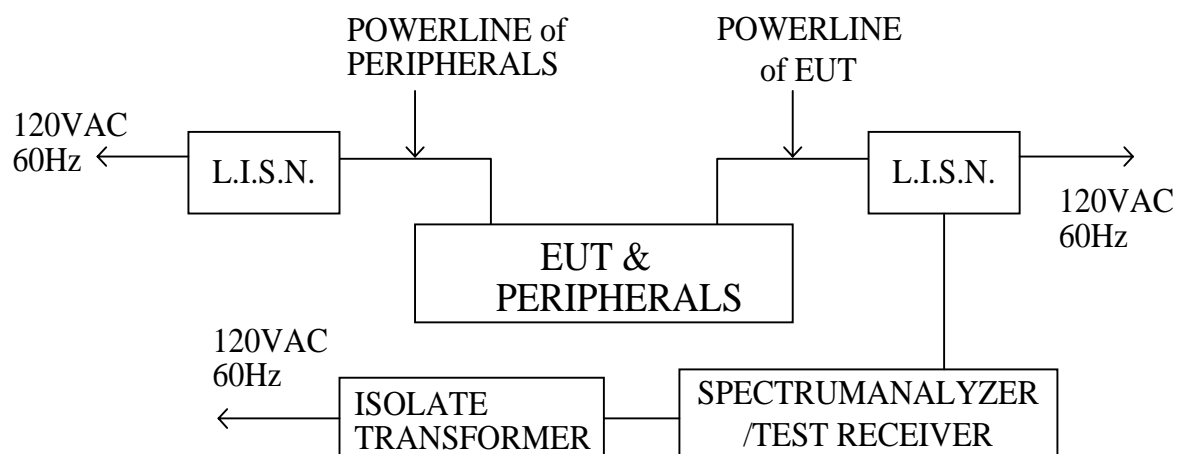 POWERLINE of
PERIPHERALS
POWERLINE
of EUT
120VAC
60Hz
L.I.S.N.
L.I.S.N.
120VAC
60Hz
EUT &
PERIPHERALS
120VAC
60Hz
ISOLATE
TRANSFORMER
SPECTRUMANALYZER
/TEST RECEIVER